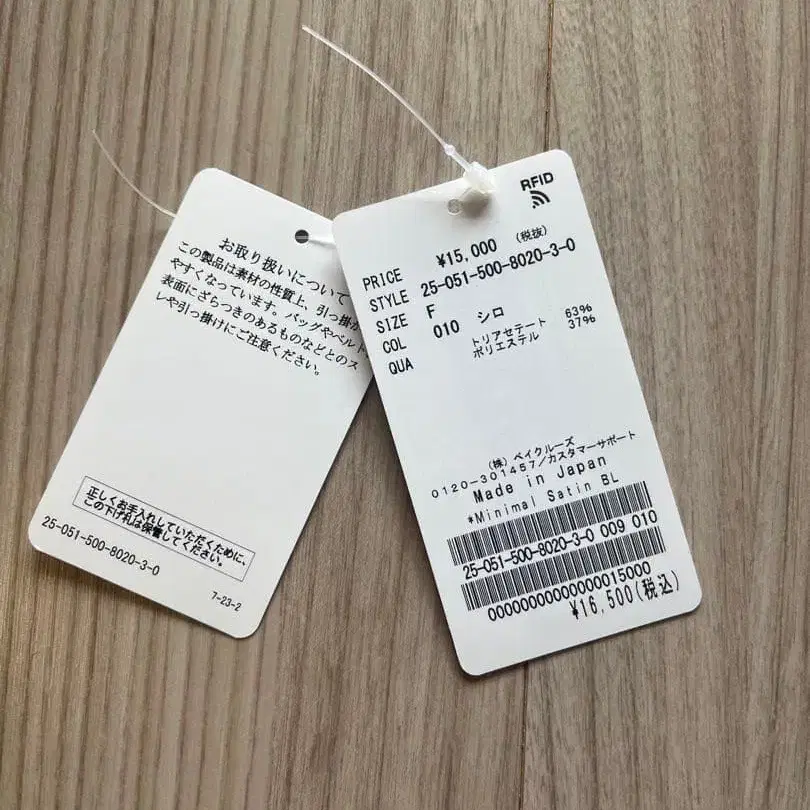 お取り扱いについて
この製品は素材の性質上、引っ掛か
やすくなっています。バッグやベルト
表面にざらつきのあるものなどとのス
レや引っ掛けにご注意ください。
正しくお手入れしていただくために、
この下げ札は保管してください。
25-051-500-8020-3-0
7-23-2
RFID
PRICE ¥15,000 (税抜)
STYLE 25-051-500-8020-3-0
SIZE F
COL 010 シロ
QUA トリアセテート 63%
ポリエステル 37%
(株) ベイクルーズ
0120-301457/カスタマーサポート
Made in Japan
*Minimal Satin BL
25-051-500-8020-3-0 009 010
¥16,500(税込)